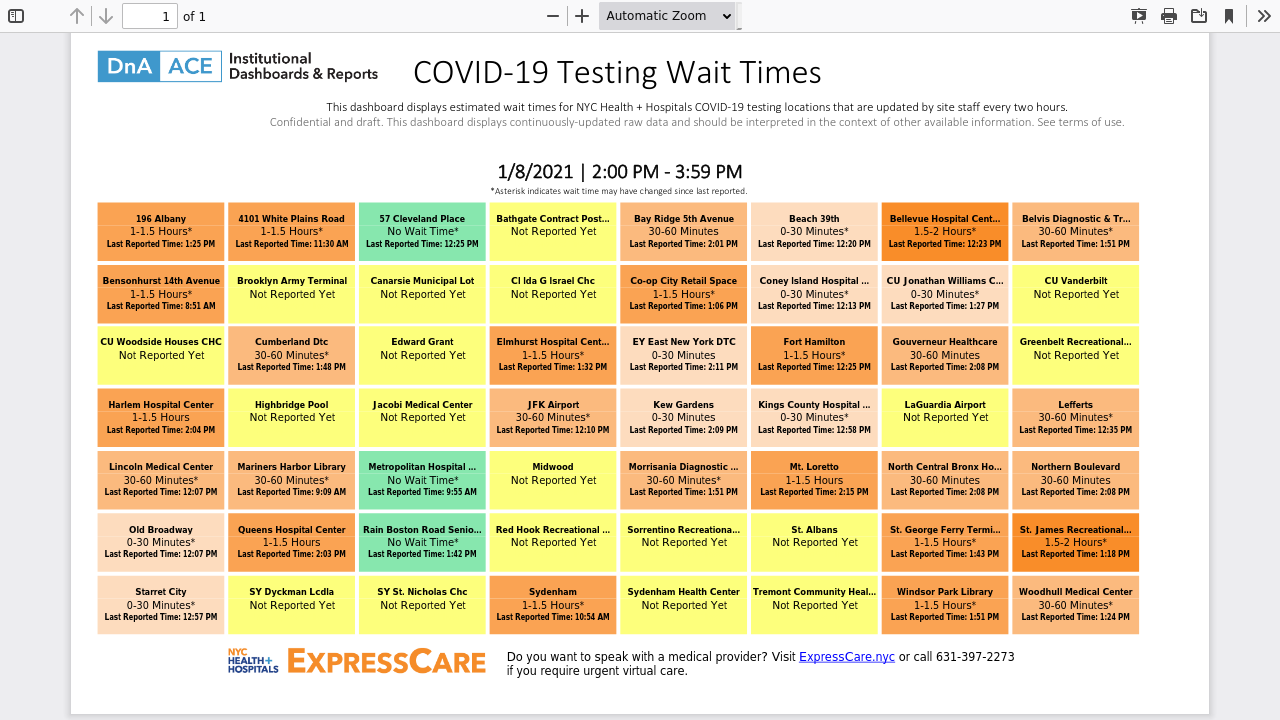 1
of 1
Automatic Zoom
DnA ACE Institutional
Dashboards & Reports
COVID-19 Testing Wait Times
This dashboard displays estimated wait times for NYC Health + Hospitals COVID-19 testing locations that are updated by site staff every two hours.
Confidential and draft. This dashboard displays continuously-updated raw data and should be interpreted in the context of other available information. See terms of use.
1/8/2021 | 2:00 PM - 3:59 PM
*Asterisk indicates wait time may have changed since last reported.
196 Albany
1-1.5 Hours*
Last Reported Time: 1:25 PM
4101 White Plains Road
1-1.5 Hours*
Last Reported Time: 11:30 AM
57 Cleveland Place
No Wait Time*
Last Reported Time: 12:25 PM
Bathgate Contract Post...
Not Reported Yet
Bay Ridge 5th Avenue
30-60 Minutes
Last Reported Time: 2:01 PM
Beach 39th
0-30 Minutes*
Last Reported Time: 12:20 PM
Bellevue Hospital Cent...
1.5-2 Hours*
Last Reported Time: 12:23 PM
Belvis Diagnostic & Tr...
30-60 Minutes*
Last Reported Time: 1:51 PM
Bensonhurst 14th Avenue
1-1.5 Hours*
Last Reported Time: 8:51 AM
Brooklyn Army Terminal
Not Reported Yet
Canarsie Municipal Lot
Not Reported Yet
CI Ida G Israel Chc
Not Reported Yet
Co-op City Retail Space
1-1.5 Hours*
Last Reported Time: 1:06 PM
Coney Island Hospital ...
0-30 Minutes*
Last Reported Time: 12:13 PM
CU Jonathan Williams C...
0-30 Minutes*
Last Reported Time: 1:27 PM
CU Vanderbilt
Not Reported Yet
CU Woodside Houses CHC
Not Reported Yet
Cumberland Dtc
30-60 Minutes*
Last Reported Time: 1:48 PM
Edward Grant
Not Reported Yet
Elmhurst Hospital Cent...
1-1.5 Hours*
Last Reported Time: 1:32 PM
EY East New York DTC
0-30 Minutes
Last Reported Time: 2:11 PM
Fort Hamilton
1-1.5 Hours*
Last Reported Time: 12:25 PM
Gouverneur Healthcare
30-60 Minutes
Last Reported Time: 2:08 PM
Greenbelt Recreational...
Not Reported Yet
Harlem Hospital Center
1-1.5 Hours
Last Reported Time: 2:04 PM
Highbridge Pool
Not Reported Yet
Jacobi Medical Center
Not Reported Yet
JFK Airport
30-60 Minutes*
Last Reported Time: 12:10 PM
Kew Gardens
0-30 Minutes
Last Reported Time: 2:09 PM
Kings County Hospital ...
0-30 Minutes*
Last Reported Time: 12:58 PM
LaGuardia Airport
Not Reported Yet
Lefferts
30-60 Minutes*
Last Reported Time: 12:35 PM
Lincoln Medical Center
30-60 Minutes*
Last Reported Time: 12:07 PM
Mariners Harbor Library
30-60 Minutes*
Last Reported Time: 9:09 AM
Metropolitan Hospital ...
No Wait Time*
Last Reported Time: 9:55 AM
Midwood
Not Reported Yet
Morrisania Diagnostic ...
30-60 Minutes*
Last Reported Time: 1:51 PM
Mt. Loretto
1-1.5 Hours
Last Reported Time: 2:15 PM
North Central Bronx Ho...
30-60 Minutes
Last Reported Time: 2:08 PM
Northern Boulevard
30-60 Minutes
Last Reported Time: 2:08 PM
Old Broadway
0-30 Minutes*
Last Reported Time: 12:07 PM
Queens Hospital Center
1-1.5 Hours
Last Reported Time: 2:03 PM
Rain Boston Road Senio...
No Wait Time*
Last Reported Time: 1:42 PM
Red Hook Recreational ...
Not Reported Yet
Sorrentino Recreationa...
Not Reported Yet
St. Albans
Not Reported Yet
St. George Ferry Termi...
1-1.5 Hours*
Last Reported Time: 1:43 PM
St. James Recreational...
1.5-2 Hours*
Last Reported Time: 1:18 PM
Starret City
0-30 Minutes*
Last Reported Time: 12:57 PM
SY Dyckman Lcdla
Not Reported Yet
SY St. Nicholas Chc
Not Reported Yet
Sydenham
1-1.5 Hours*
Last Reported Time: 10:54 AM
Sydenham Health Center
Not Reported Yet
Tremont Community Heal...
Not Reported Yet
Windsor Park Library
1-1.5 Hours*
Last Reported Time: 1:51 PM
Woodhull Medical Center
30-60 Minutes*
Last Reported Time: 1:24 PM
NYC
HEALTH+
HOSPITALS
EXPRESSCARE
Do you want to speak with a medical provider? Visit ExpressCare.nyc or call 631-397-2273
if you require urgent virtual care.